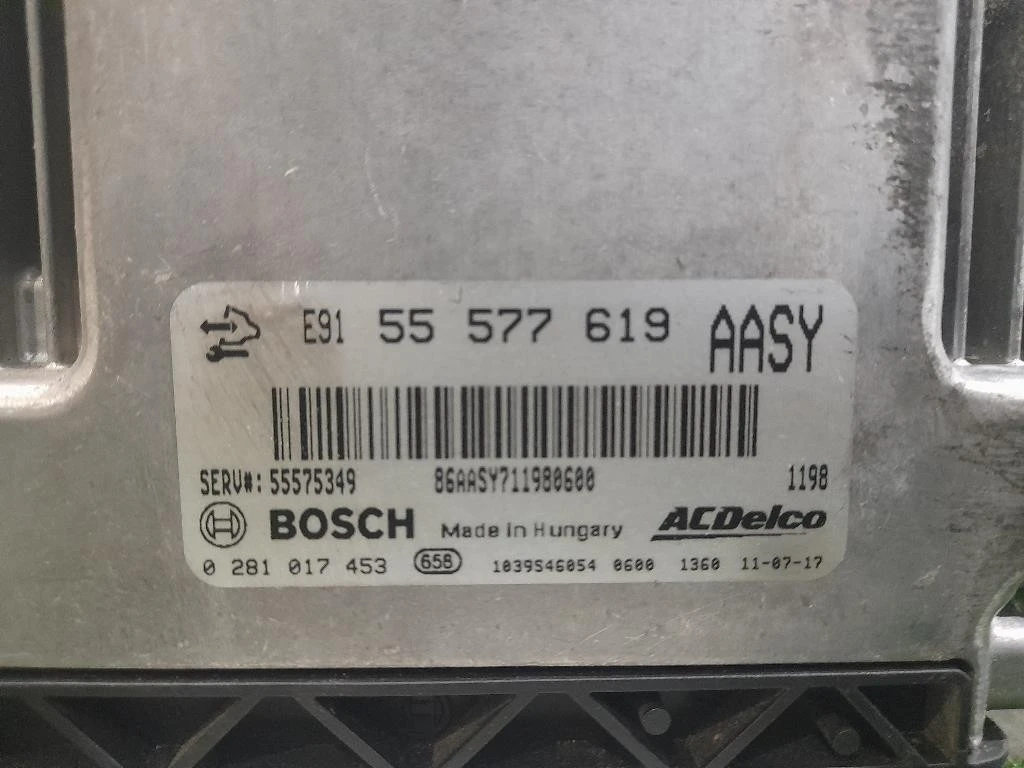 E91 55 577 619 AASY
SERV#: 55575349 86AASY711980600 1198
BOSCH Made in Hungary ACDelco
0 281 017 453 658 1039S46054 0600 1360 11-07-17